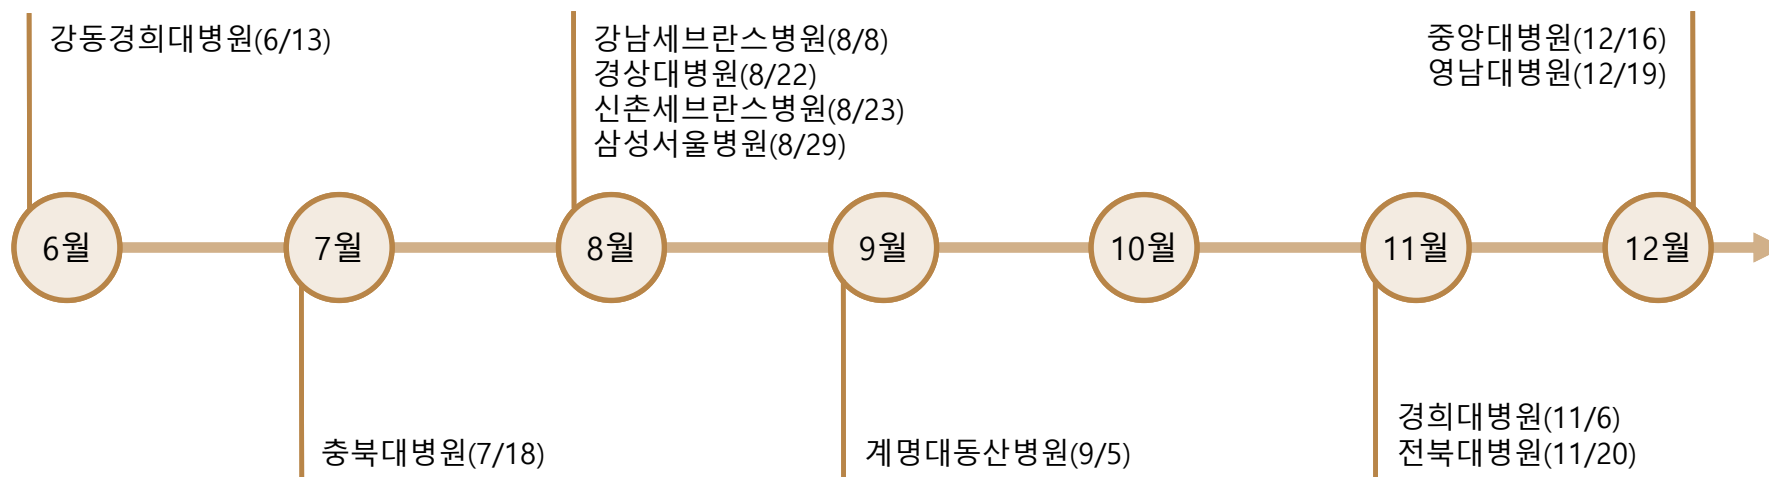 강동경희대병원(6/13)
강남세브란스병원(8/8)
경상대병원(8/22)
신촌세브란스병원(8/23)
삼성서울병원(8/29)
중앙대병원(12/16)
영남대병원(12/19)
6월
7월
8월
9월
10월
11월
12월
충북대병원(7/18)
계명대동산병원(9/5)
경희대병원(11/6)
전북대병원(11/20)